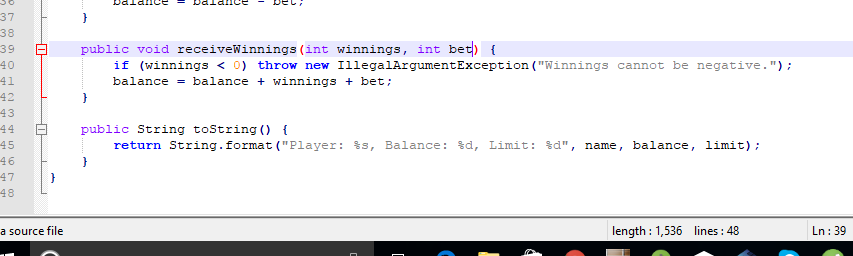 36 balance = balance - bet;
37 }
38
39 public void receiveWinnings(int winnings, int bet) {
40 if (winnings < 0) throw new IllegalArgumentException("Winnings cannot be negative.");
41 balance = balance + winnings + bet;
42 }
43
44 public String toString() {
45 return String.format("Player: %s, Balance: %d, Limit: %d", name, balance, limit);
46 }
47 }
48
a source file length : 1,536 lines : 48 Ln : 39